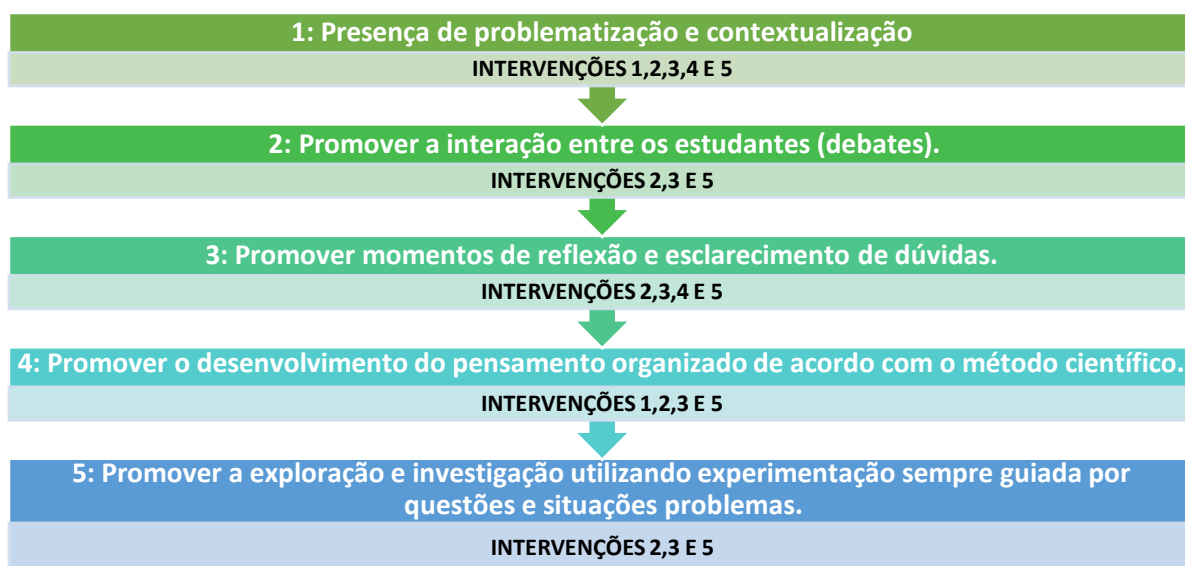 1: Presença de problematização e contextualização
INTERVENÇÕES 1,2,3,4 E 5
2: Promover a interação entre os estudantes (debates).
INTERVENÇÕES 2,3 E 5
3: Promover momentos de reflexão e esclarecimento de dúvidas.
INTERVENÇÕES 2,3,4 E 5
4: Promover o desenvolvimento do pensamento organizado de acordo com o método científico.
INTERVENÇÕES 1,2,3 E 5
5: Promover a exploração e investigação utilizando experimentação sempre guiada por
questões e situações problemas.
INTERVENÇÕES 2,3 E 5